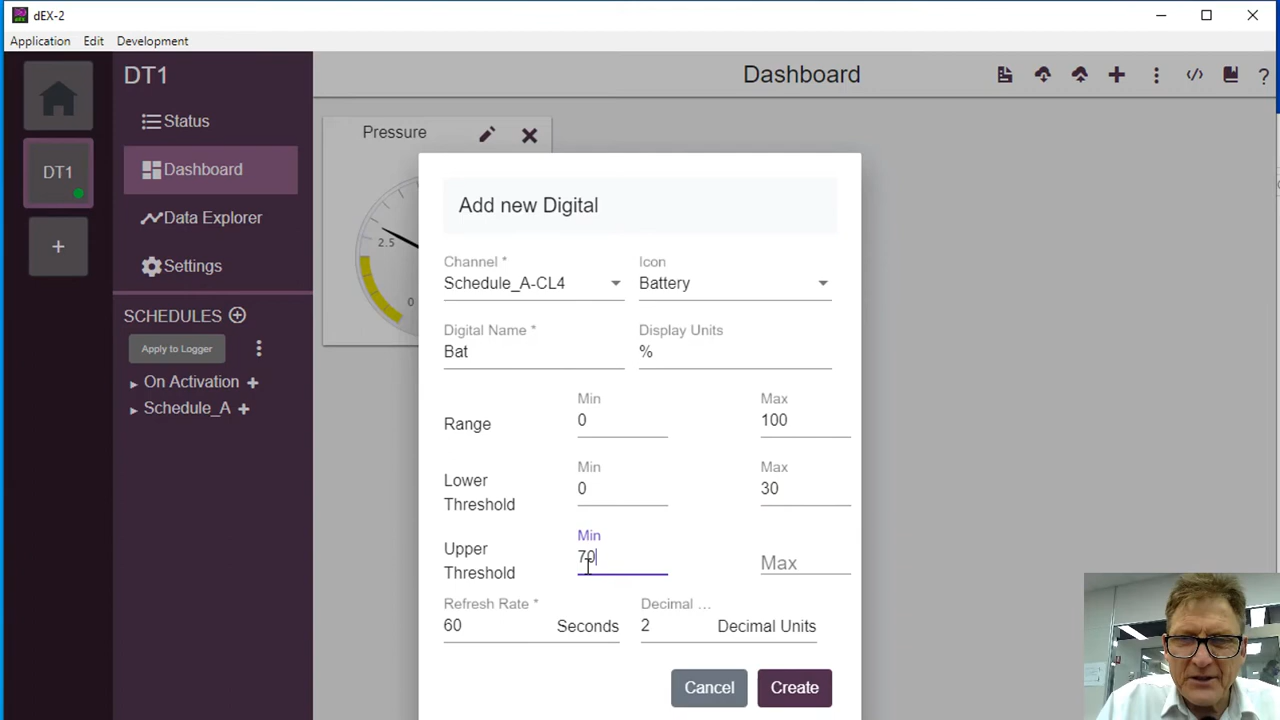 dEX-2
Application Edit Development
DT1
Dashboard
?
Status
DT1
Dashboard
Data Explorer
+
Settings
SCHEDULES
Apply to Logger
On Activation
Schedule_A
Pressure
2.5
0
Add new Digital
Channel *
Schedule_A-CL4
Icon
Battery
Digital Name *
Bat
Display Units
%
Range
Min
0
Max
100
Lower
Threshold
Min
0
Max
30
Upper
Threshold
Min
70
Max
Refresh Rate *
60 Seconds
Decimal ...
2 Decimal Units
Cancel
Create